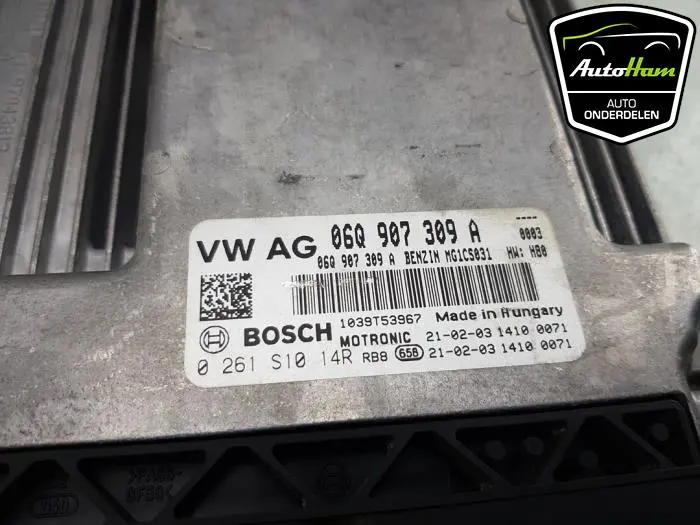 AutoHam
AUTO
ONDERDELEN
VW AG 06Q 907 309 A ----
0003
06Q 907 309 A BENZIN MG1CS031 HW: H80
1039T53967 Made in Hungary
BOSCH MOTRONIC 21-02-03 1410 0071
0 261 S10 14R RB8 658 21-02-03 1410 0071